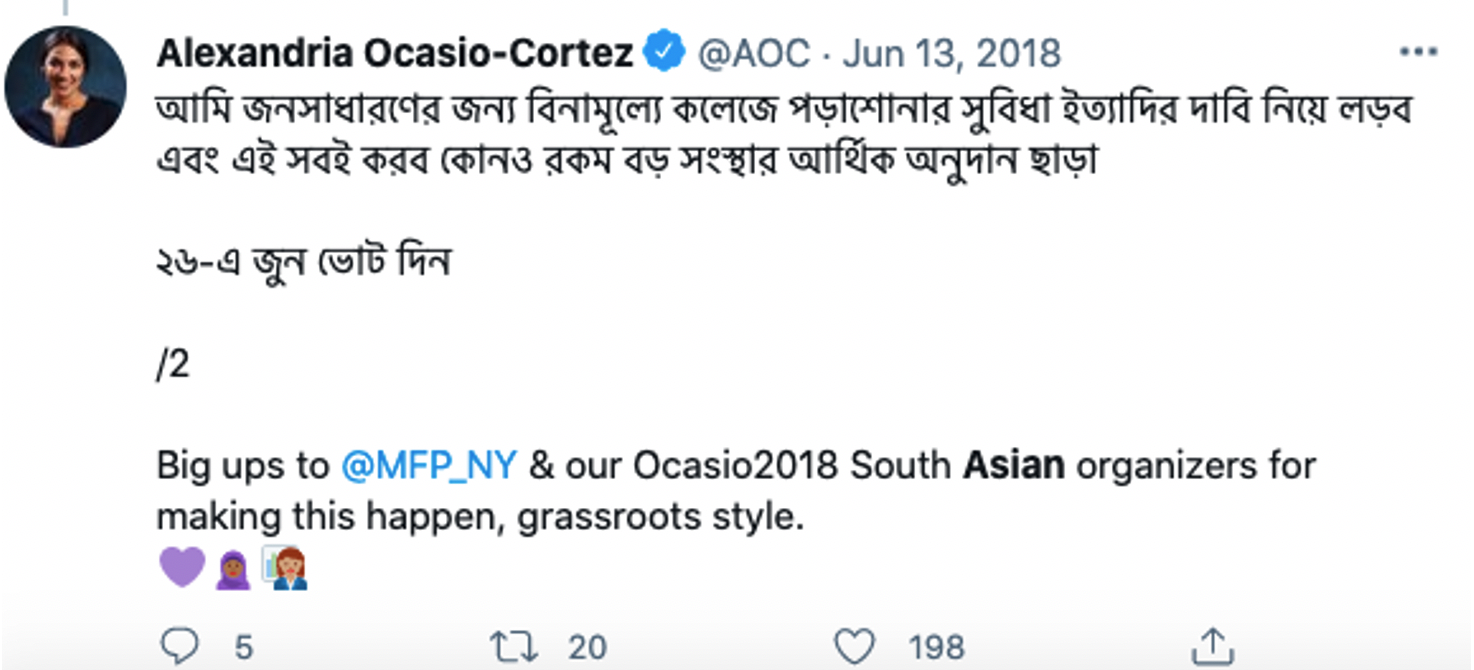 Alexandria Ocasio-Cortez @AOC · Jun 13, 2018
আমি জনসাধারণের জন্য বিনামূল্যে কলেজে পড়াশোনার সুবিধা ইত্যাদির দাবি নিয়ে লড়ব
এবং এই সবই করব কোনও রকম বড় সংস্থার আর্থিক অনুদান ছাড়া
২৬-এ জুন ভোট দিন
/2
Big ups to @MFP_NY & our Ocasio2018 South Asian organizers for
making this happen, grassroots style.
5 20 198